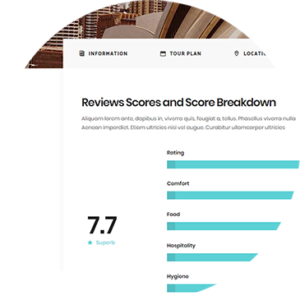 INFORMATION TOUR PLAN LOCATI
Reviews Scores and Score Breakdown
Aliquam lorem ante, dapibus in, viverra quis, feugiat a, tellus. Phasellus viverra nulla
Aenean imperdiet. Etiam ultricies nisi vel augue. Curabitur ullamcorper ultricies
Rating
Comfort
Food
7.7
Superb
Hospitality
Hygiene